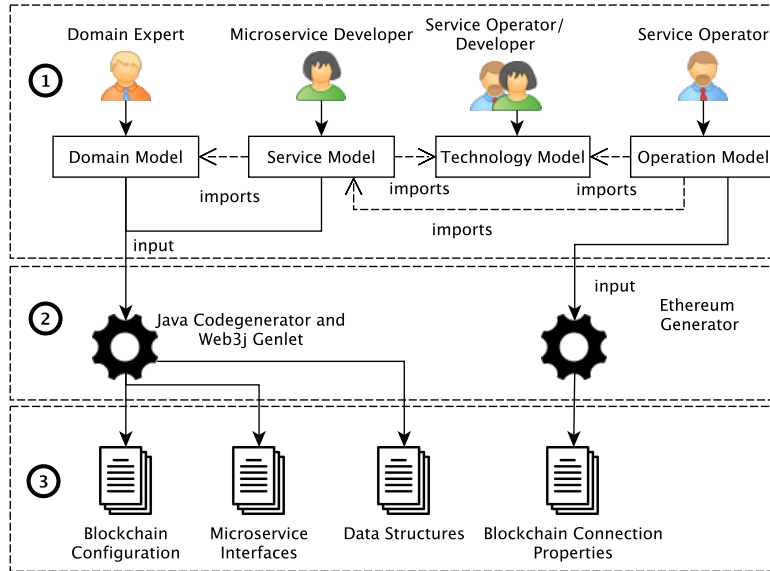 Domain Expert
Microservice Developer
Service Operator/
Developer
Service Operator
1
Domain Model
Service Model
Technology Model
Operation Model
imports
imports
imports
imports
input
2
Java Codegenerator and
Web3j Genlet
input
Ethereum
Generator
3
Blockchain
Configuration
Microservice
Interfaces
Data Structures
Blockchain Connection
Properties